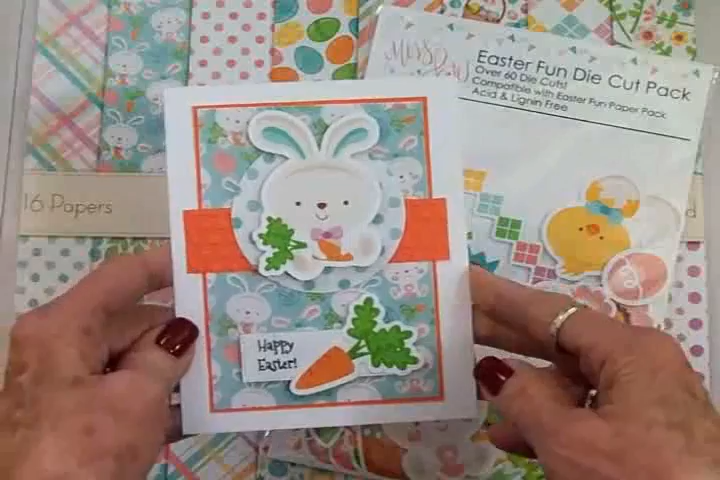 Easter Fun Die Cut Pack
Over 60 Die Cuts!
Compatible with Easter Fun Paper Pack
Acid & Lignin Free
16 Papers
Happy
Easter!